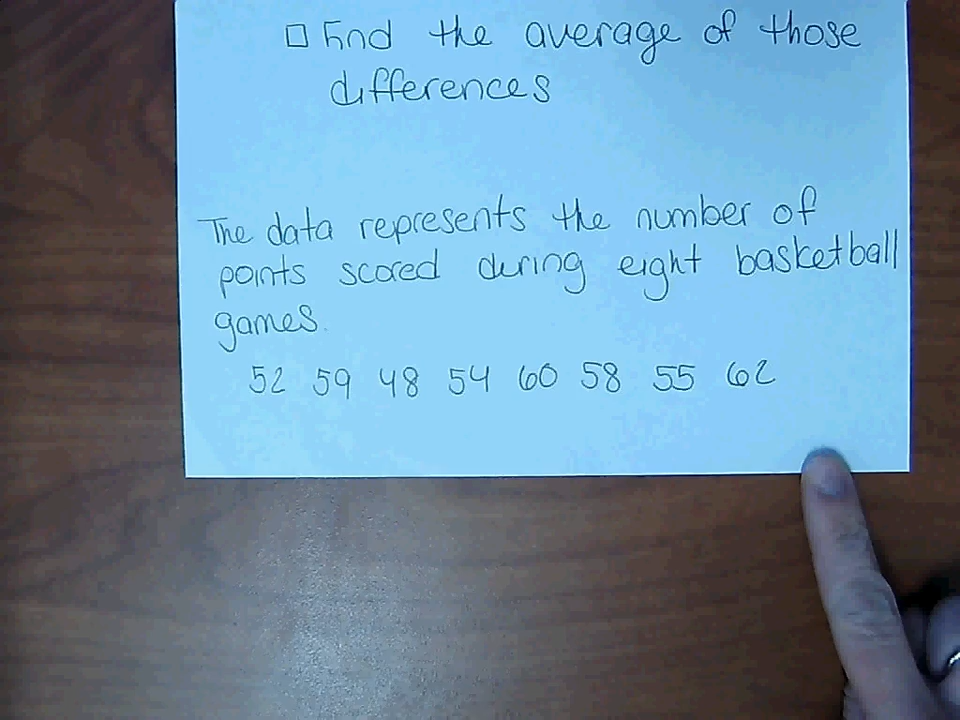 □ Find the average of those
differences
The data represents the number of
points scored during eight basketball
games.
52 59 48 54 60 58 55 62